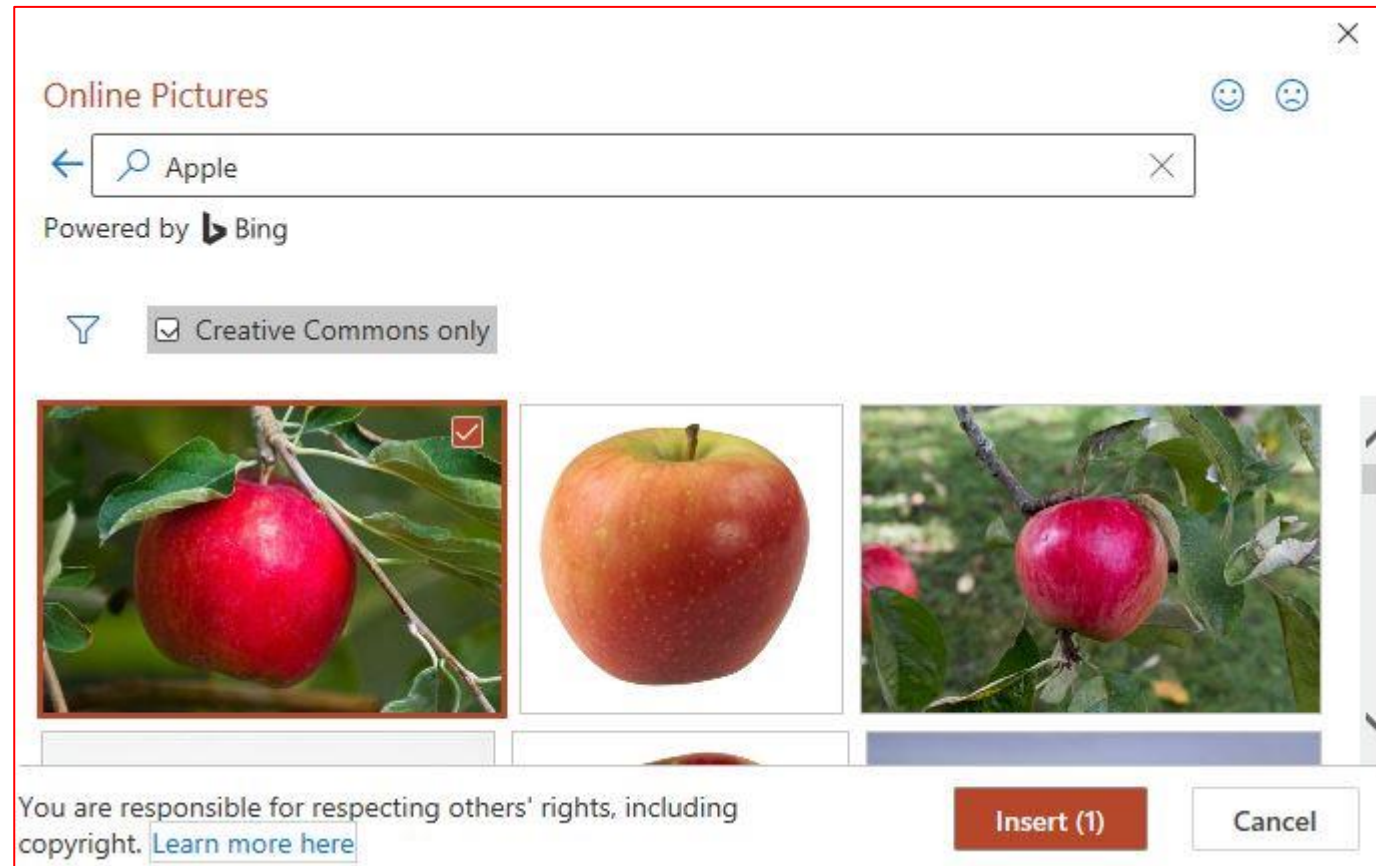 Online Pictures
Apple
Powered by Bing
Creative Commons only
You are responsible for respecting others' rights, including
copyright. Learn more here
Insert (1)
Cancel